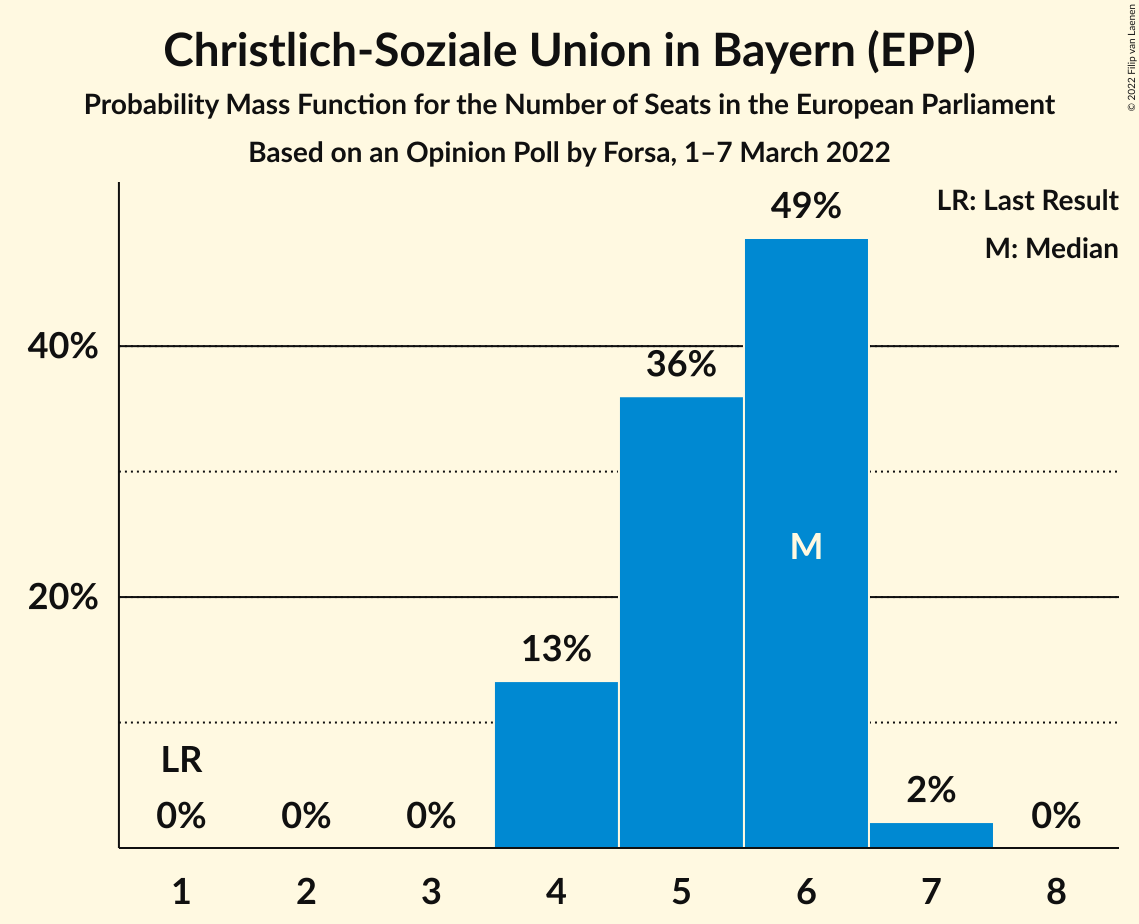 Christlich-Soziale Union in Bayern (EPP)
Probability Mass Function for the Number of Seats in the European Parliament
Based on an Opinion Poll by Forsa, 1–7 March 2022
© 2022 Filip van Laenen
LR: Last Result
M: Median
49%
40%
36%
M
20%
13%
LR
2%
0% 0% 0% 0%
1 2 3 4 5 6 7 8